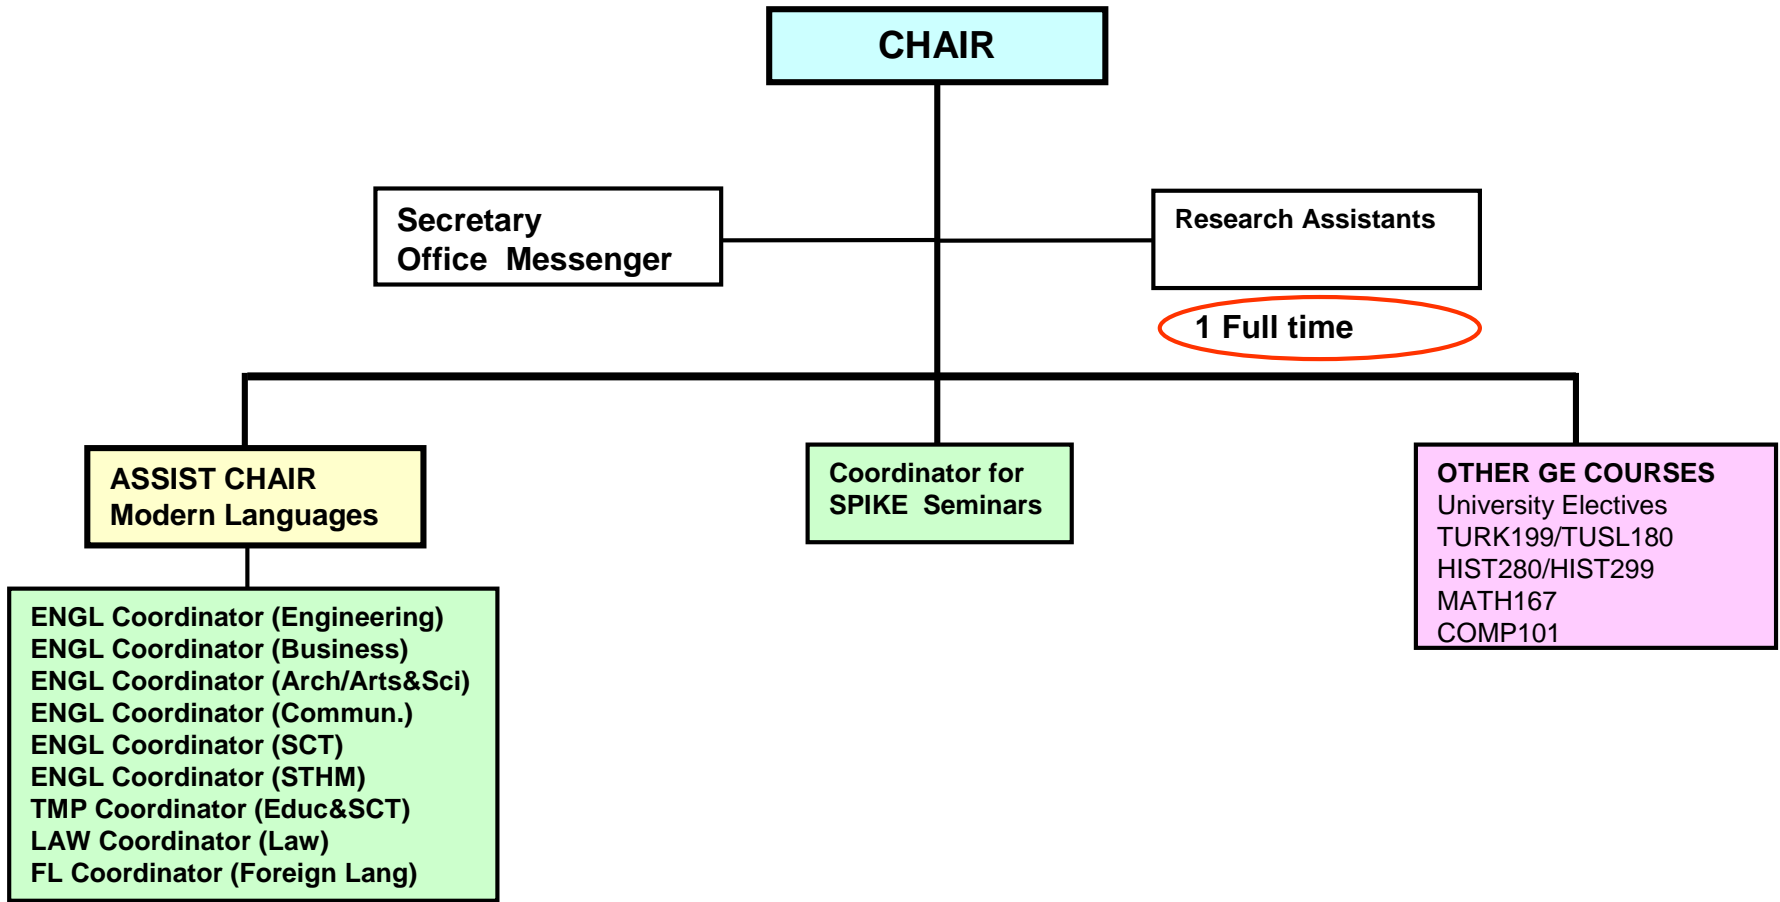 CHAIR
Secretary
Office Messenger
Research Assistants
1 Full time
ASSIST CHAIR
Modern Languages
Coordinator for
SPIKE Seminars
OTHER GE COURSES
University Electives
TURK199/TUSL180
HIST280/HIST299
MATH167
COMP101
ENGL Coordinator (Engineering)
ENGL Coordinator (Business)
ENGL Coordinator (Arch/Arts&Sci)
ENGL Coordinator (Commun.)
ENGL Coordinator (SCT)
ENGL Coordinator (STHM)
TMP Coordinator (Educ&SCT)
LAW Coordinator (Law)
FL Coordinator (Foreign Lang)